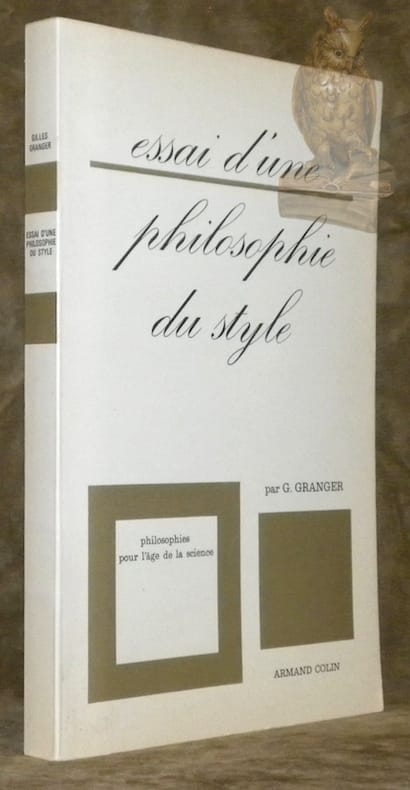 GILLES
GRANGER
ESSAI D'UNE
PHILOSOPHIE
DU STYLE
essai d'une
philosophie
du style
par G. GRANGER
philosophies
pour l'âge de la science
ARMAND COLIN